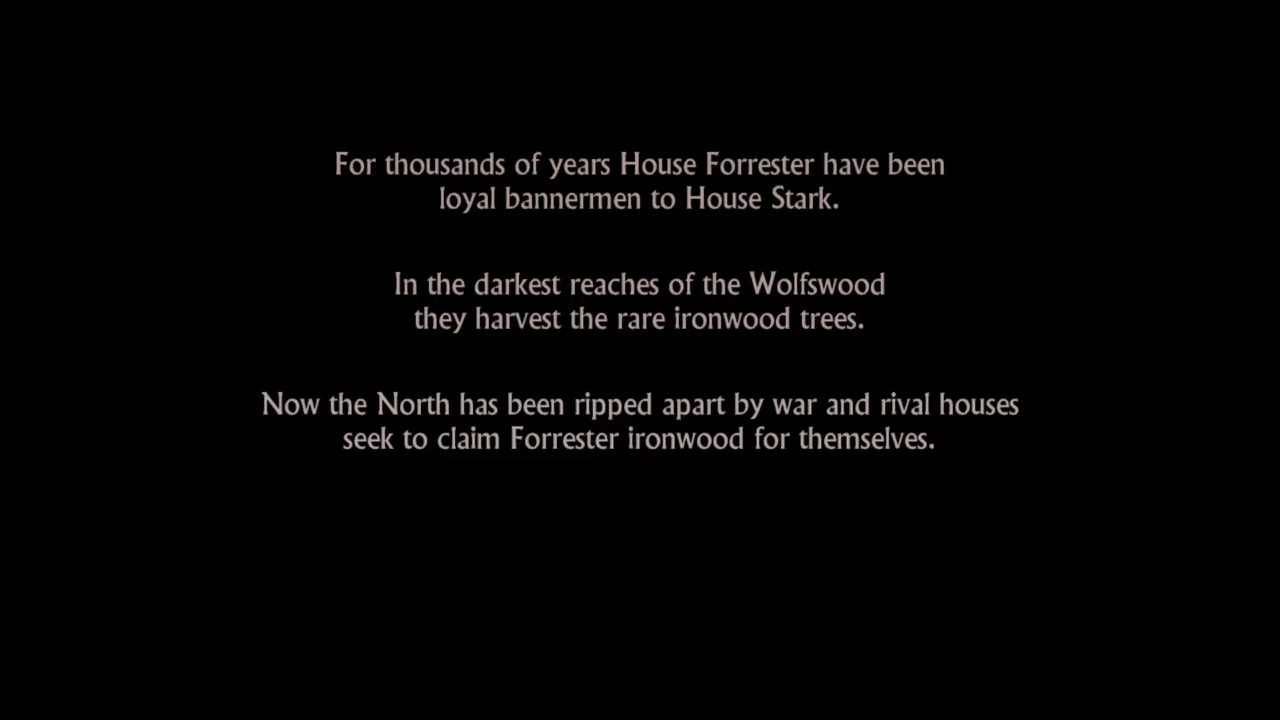 For thousands of years House Forrester have been
loyal bannermen to House Stark.
In the darkest reaches of the Wolfswood
they harvest the rare ironwood trees.
Now the North has been ripped apart by war and rival houses
seek to claim Forrester ironwood for themselves.